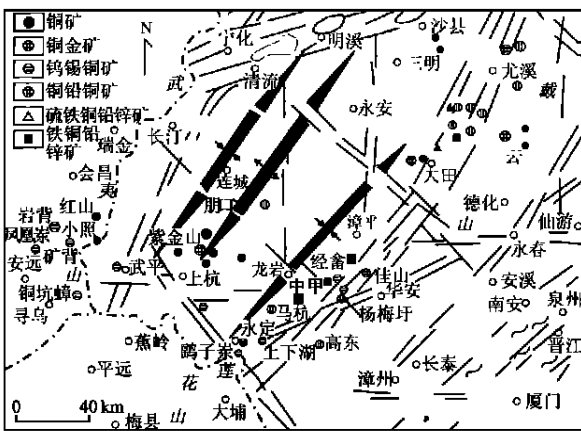 铜矿
铜金矿
钨锡铜矿
铜铅铜矿
硫铁铜铅锌矿
铁铜铅
锌矿
N
化
明溪
沙县
武
清流
三明
尤溪
戴
永安
长汀
瑞金
云
会昌
夷
连城
大田
朋口
岩背
红山
德化
山
仙游
凤凰岽
小照
紫金山
漳平
矿背
龙岩
经畲
永春
安远
山
武平
上杭
中甲
佳山
安溪
铜坑嶂
华安
南安
泉州
寻乌
马杭
杨梅圩
永定
晋江
蕉岭
鹞子岽
上下湖
高东
平远
莲
长泰
花
漳州
厦门
0
40 km
山
大埔
梅县